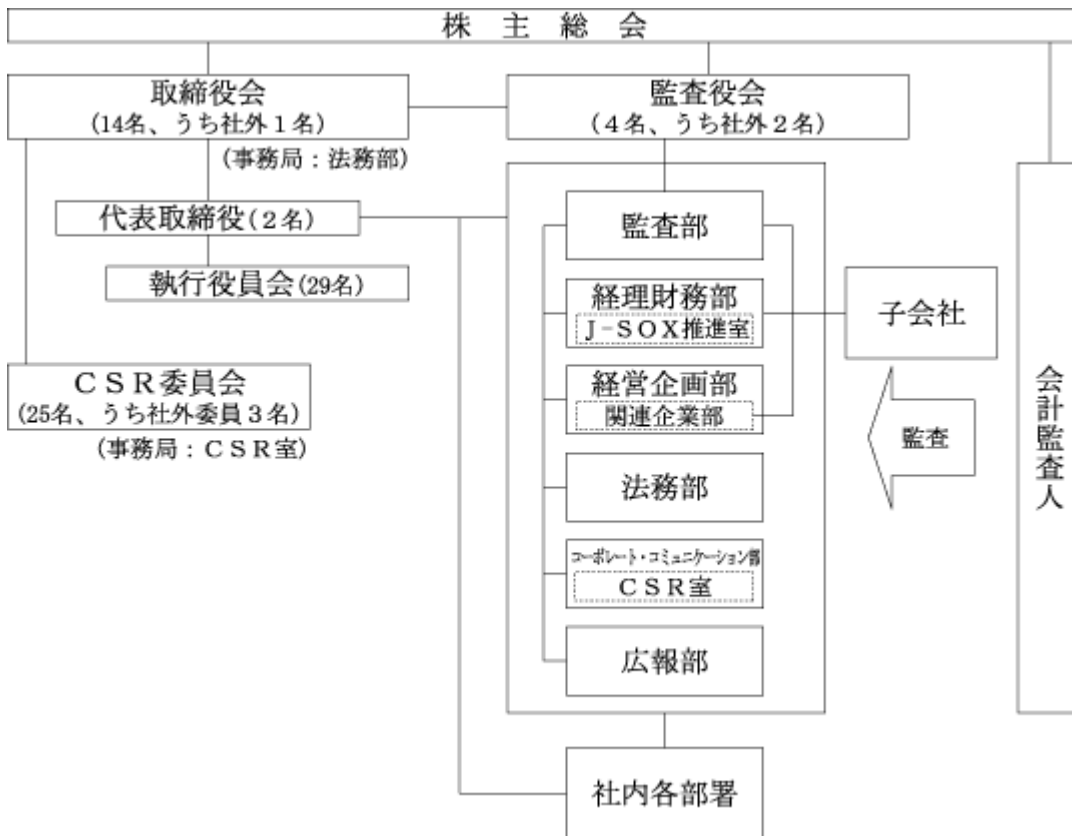 株主総会
取締役会
(14名、うち社外１名)
(事務局：法務部)
監査役会
(４名、うち社外２名)
代表取締役(２名)
執行役員会(29名)
ＣＳＲ委員会
(25名、うち社外委員３名)
(事務局：ＣＳＲ室)
監査部
経理財務部
Ｊ−ＳＯＸ推進室
経営企画部
関連企業部
法務部
コーポレート・コミュニケーション部
ＣＳＲ室
広報部
社内各部署
子会社
監査
会計監査人